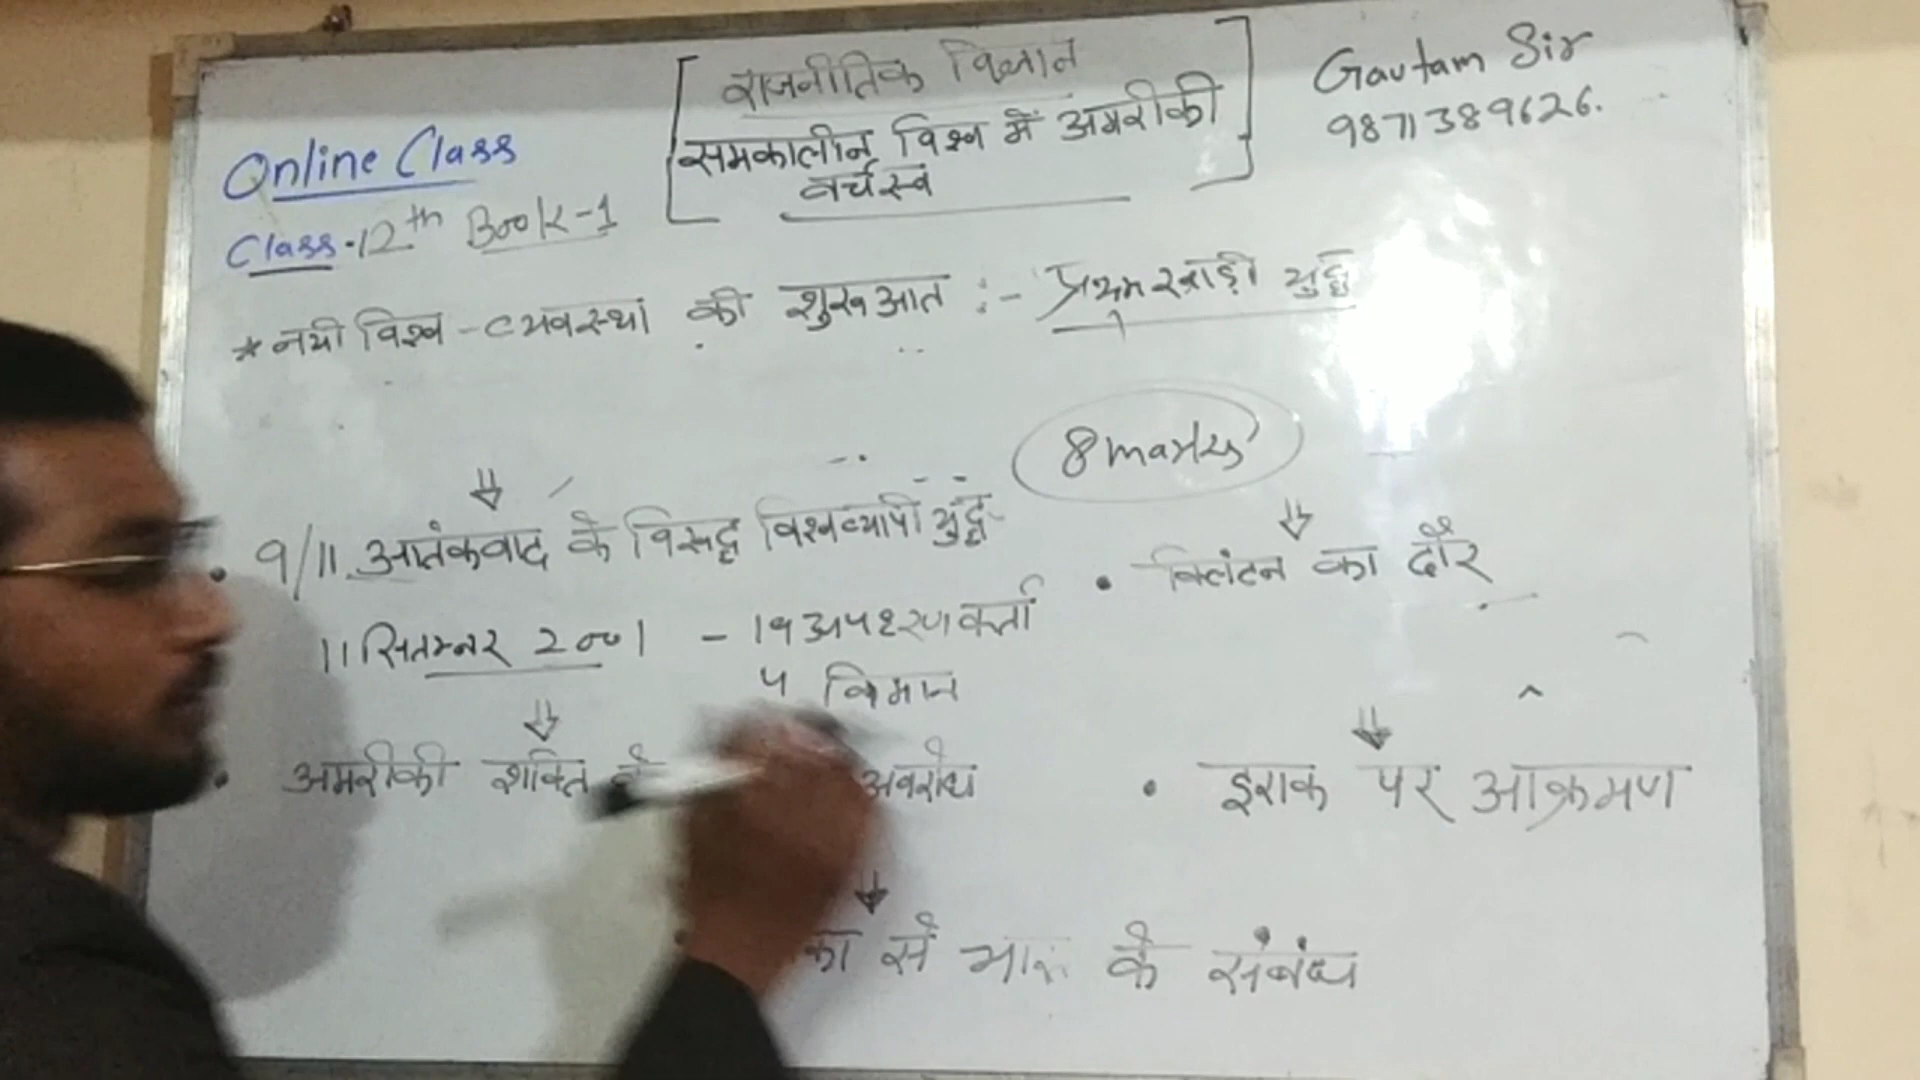 [राजनीतिक विज्ञान
समकालीन विश्व में अमरीकी
वर्चस्व]
Gautam Sir
9871389626.
Online Class
Class-12th Book-1
* नयी विश्व-व्यवस्था की शुरूआत :- प्रथम खाड़ी युद्ध
8 marks
• 9/11 आतंकवाद के विरूद्ध विश्वव्यापी युद्ध
• क्लिंटन का दौर
11 सितम्बर 2001 - 19 अपहरणकर्ता
विमान
• अमरीकी शक्ति के अवरोध
• इराक पर आक्रमण
का से के संबंध